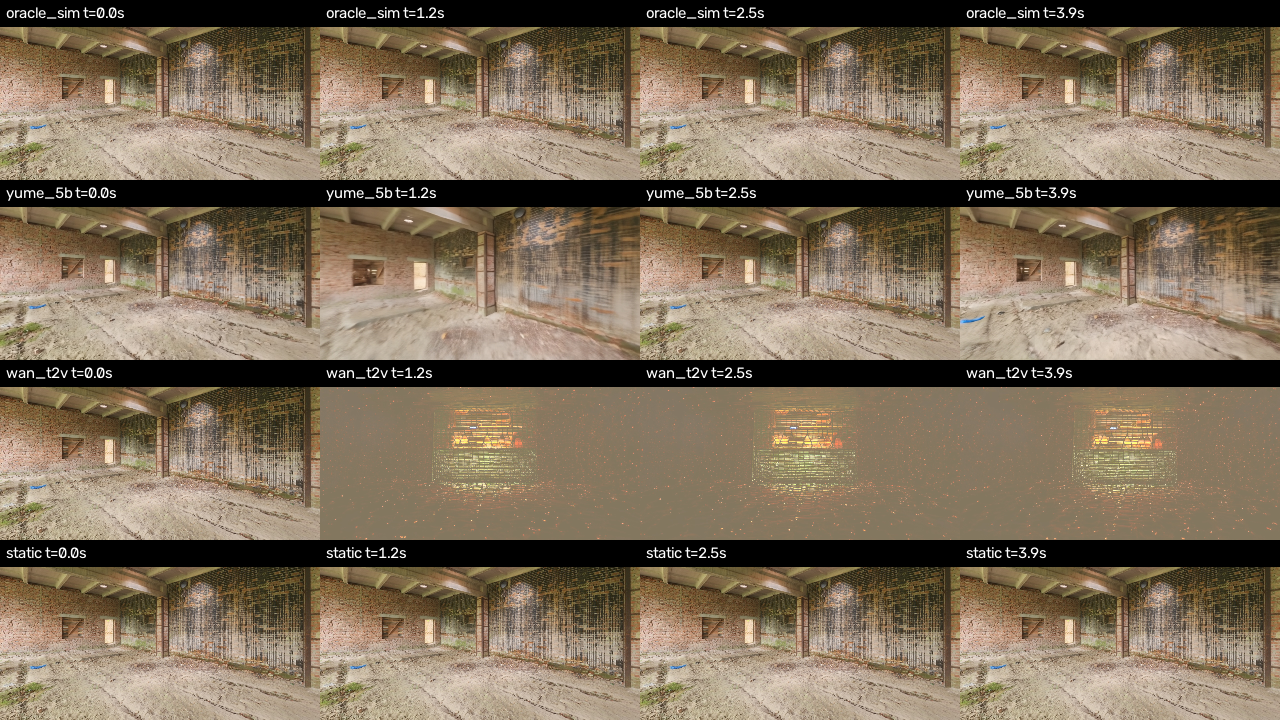 oracle_sim t=0.0s
oracle_sim t=1.2s
oracle_sim t=2.5s
oracle_sim t=3.9s
yume_5b t=0.0s
yume_5b t=1.2s
yume_5b t=2.5s
yume_5b t=3.9s
wan_t2v t=0.0s
wan_t2v t=1.2s
wan_t2v t=2.5s
wan_t2v t=3.9s
static t=0.0s
static t=1.2s
static t=2.5s
static t=3.9s